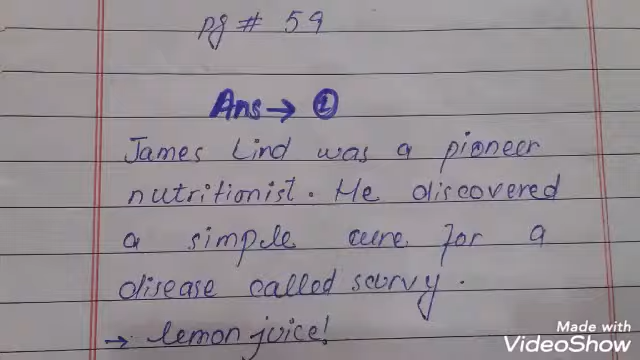 pg # 59
Ans → ①
James Lind was a pioneer
nutritionist. He discovered
a simple cure for a
disease called scurvy.
→ lemon juice!
Made with
VideoShow